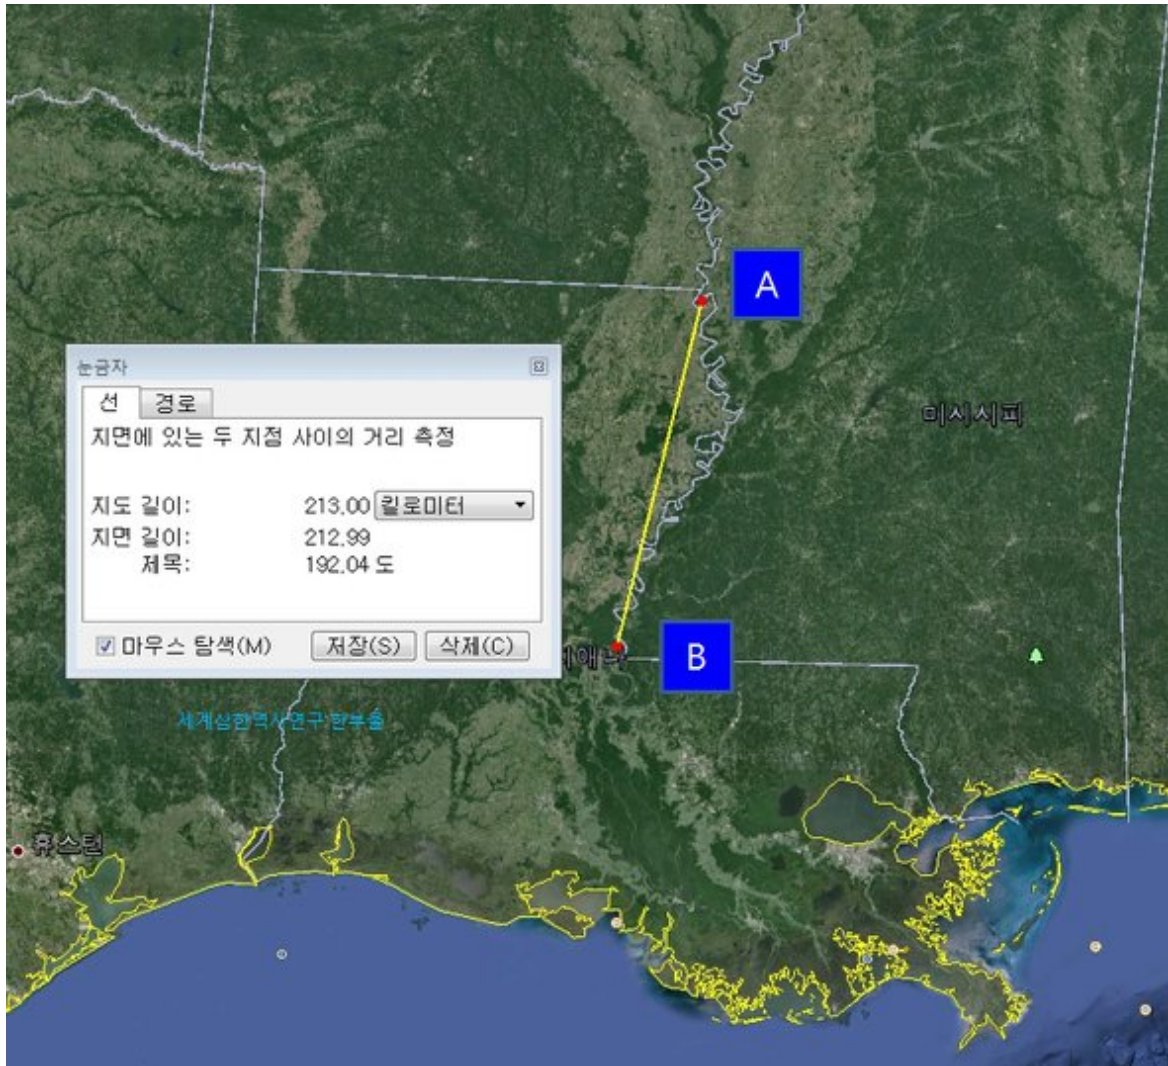 A
눈금자
선 경로
지면에 있는 두 지점 사이의 거리 측정
미시시피
지도 길이: 213.00 킬로미터
지면 길이: 212.99
제목: 192.04 도
마우스 탐색(M) 저장(S) 삭제(C)
B
세계삼한역사연구 한부울
휴스턴